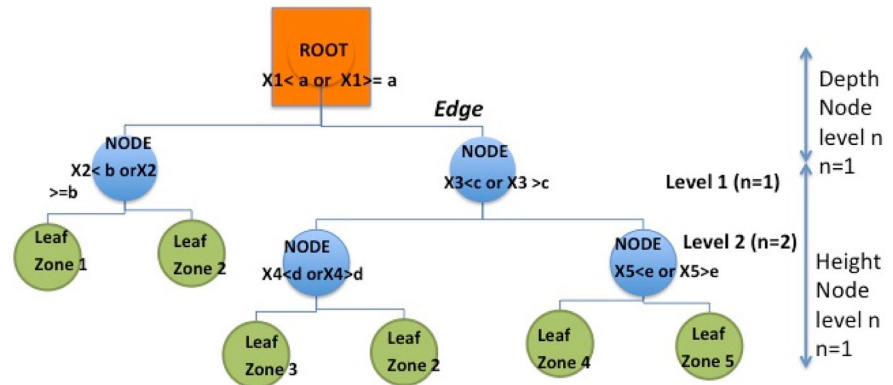 ROOT
X1< a or X1>= a
Edge
Depth
Node
level n
n=1
NODE
X2< b orX2
>=b
NODE
X3<c or X3 >c
Level 1 (n=1)
Leaf
Zone 1
Leaf
Zone 2
NODE
X4<d orX4>d
NODE
X5<e or X5>e
Level 2 (n=2)
Height
Node
level n
n=1
Leaf
Zone 3
Leaf
Zone 2
Leaf
Zone 4
Leaf
Zone 5